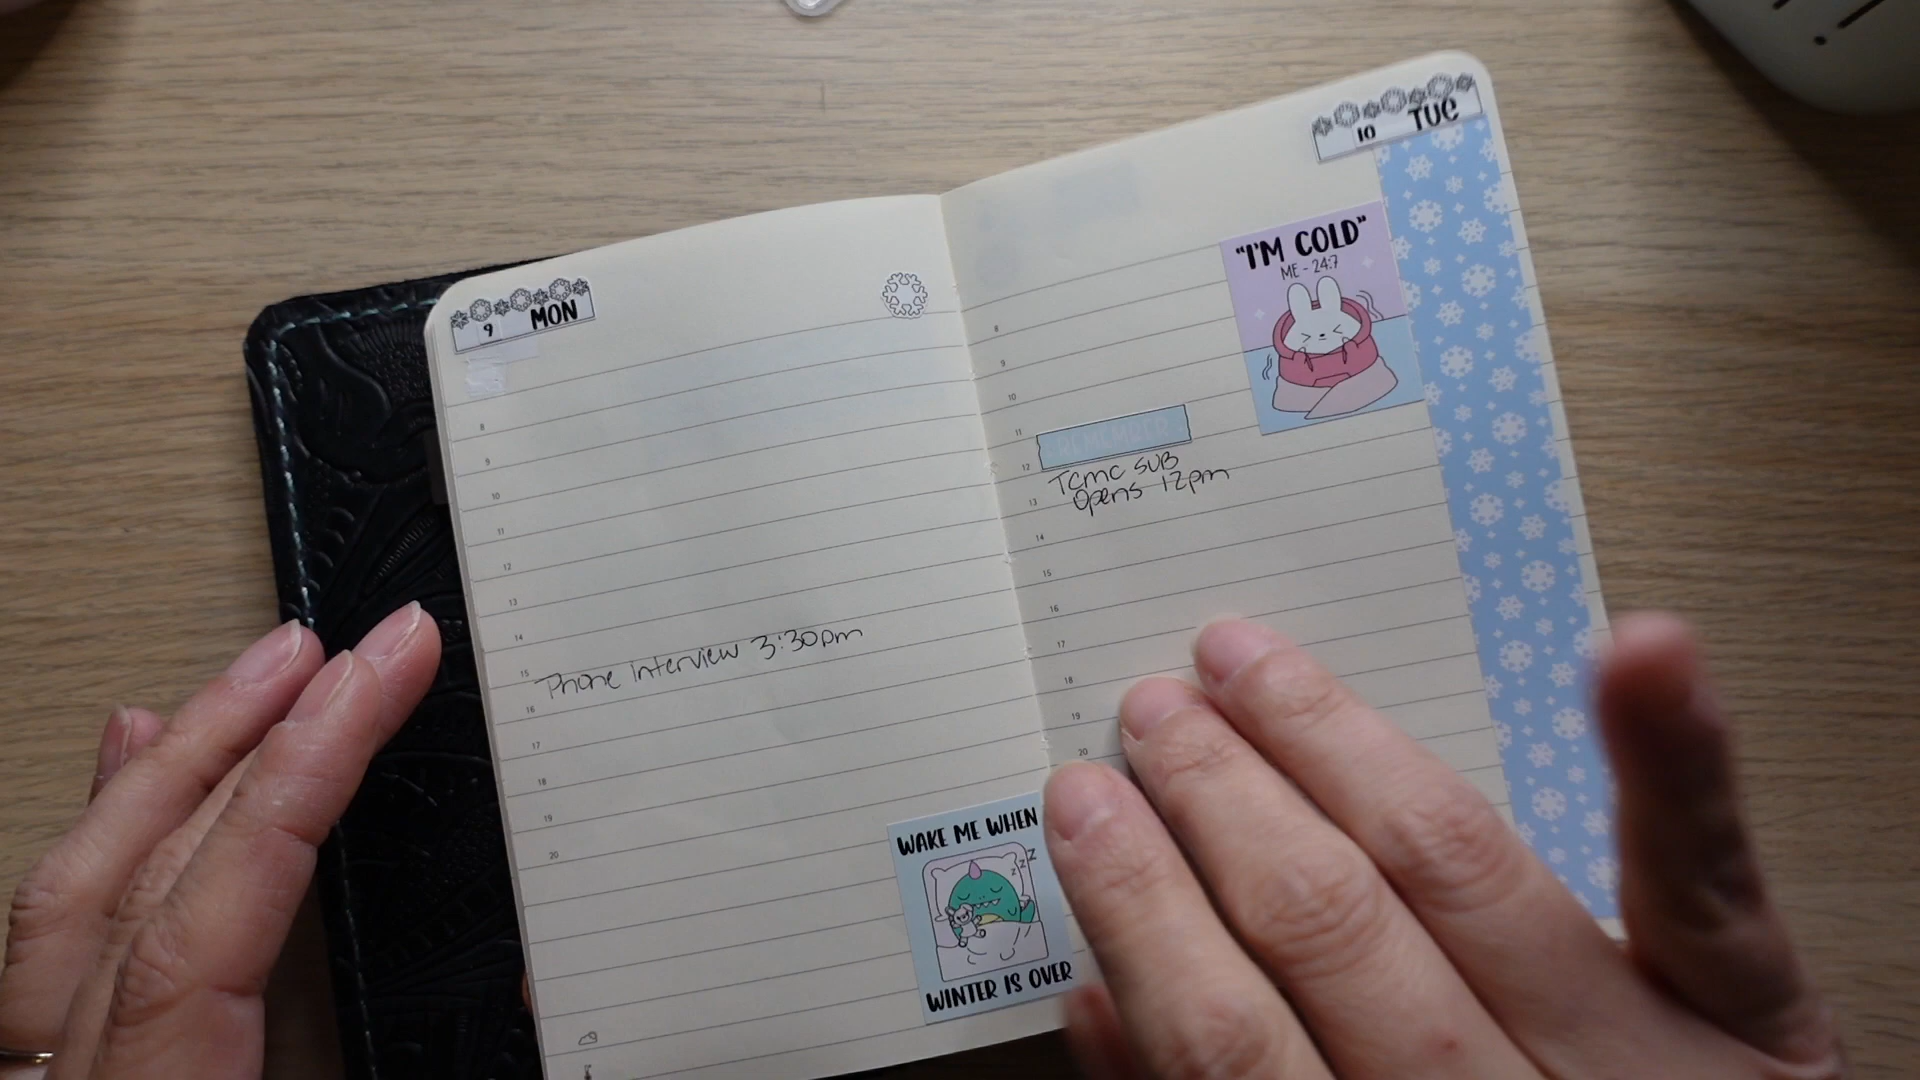 9 MON
8
9
10
11
12
13
14
15 Phone interview 3:30pm
16
17
18
19
20
WAKE ME WHEN
z z Z
WINTER IS OVER
10 TUE
"I'M COLD"
ME - 24:7
8
9
10
11
REMEMBER
12
TCMC SUB
13 Opens 12pm
14
15
16
17
18
19
20